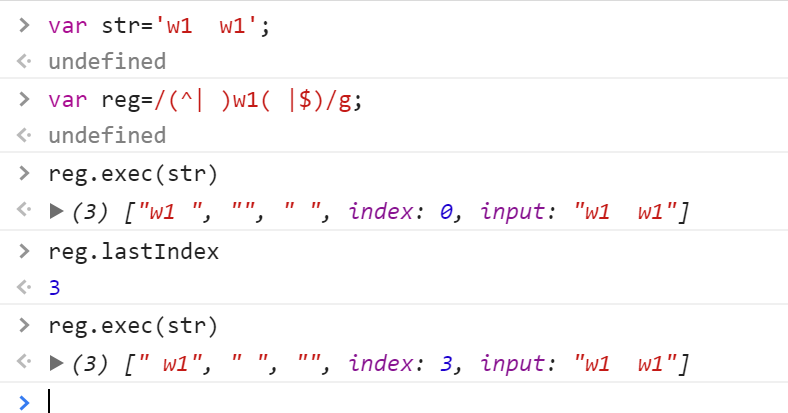 > var str='w1  w1';
< undefined
> var reg=/(^| )w1( |$)/g;
< undefined
> reg.exec(str)
< ▶ (3) ["w1 ", "", " ", index: 0, input: "w1  w1"]
> reg.lastIndex
< 3
> reg.exec(str)
< ▶ (3) [" w1", " ", "", index: 3, input: "w1  w1"]
>